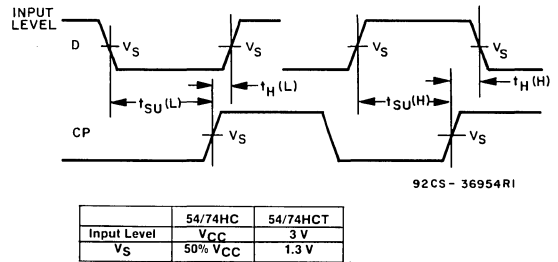 INPUT
LEVEL
D
VS
VS
VS
VS
tSU(L)
tH(L)
tSU(H)
tH(H)
CP
VS
VS
92CS-36954R1
54/74HC 54/74HCT
Input Level VCC 3 V
VS 50% VCC 1.3 V